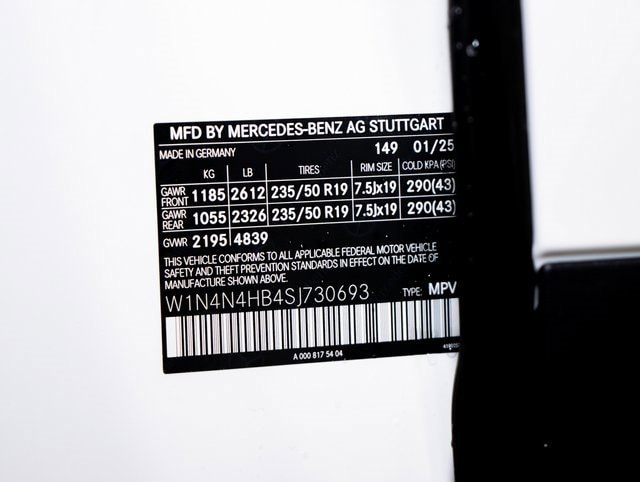 MFD BY MERCEDES-BENZ AG STUTTGART
MADE IN GERMANY 149 01/25
KG LB TIRES RIM SIZE COLD KPA (PSI)
GAWR FRONT 1185 2612 235/50 R19 7.5Jx19 290(43)
GAWR REAR 1055 2326 235/50 R19 7.5Jx19 290(43)
GVWR 2195 4839
THIS VEHICLE CONFORMS TO ALL APPLICABLE FEDERAL MOTOR VEHICLE
SAFETY AND THEFT PREVENTION STANDARDS IN EFFECT ON THE DATE OF
MANUFACTURE SHOWN ABOVE.
W1N4N4HB4SJ730693 TYPE: MPV
A 000 817 54 04